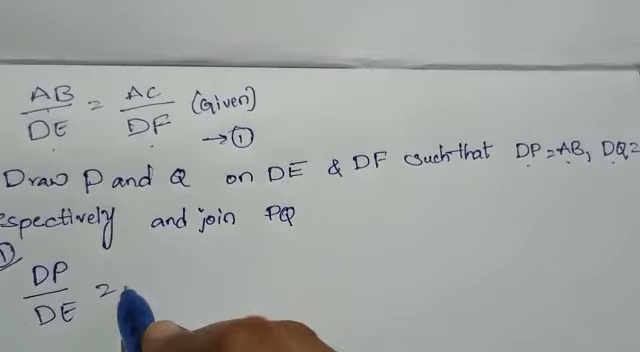 AB/DE = AC/DF (Given)
→①
Draw P and Q on DE & DF such that DP=AB, DQ=
espectively and join PQ
①
DP/DE =